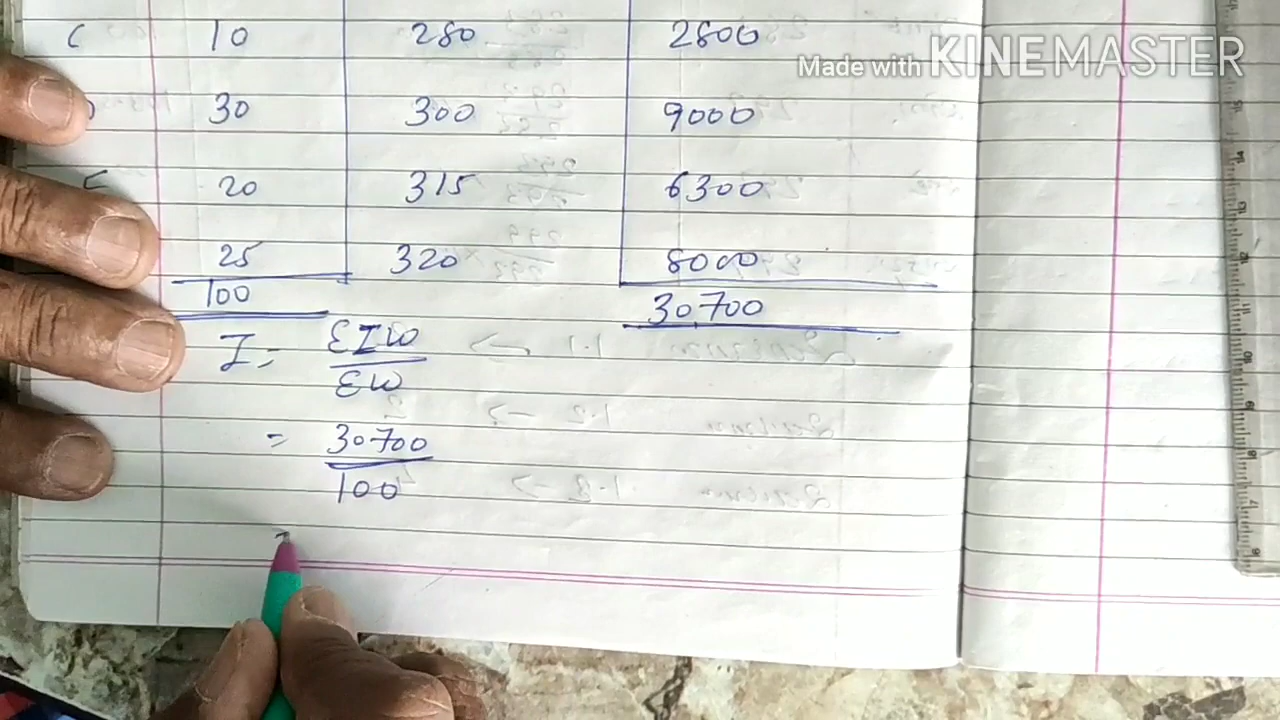 Made with KINEMASTER
C 10 280 2800
30 300 9000
20 315 6300
25 320 8000
100 30700
I = ΣIW
ΣW
= 30700
100